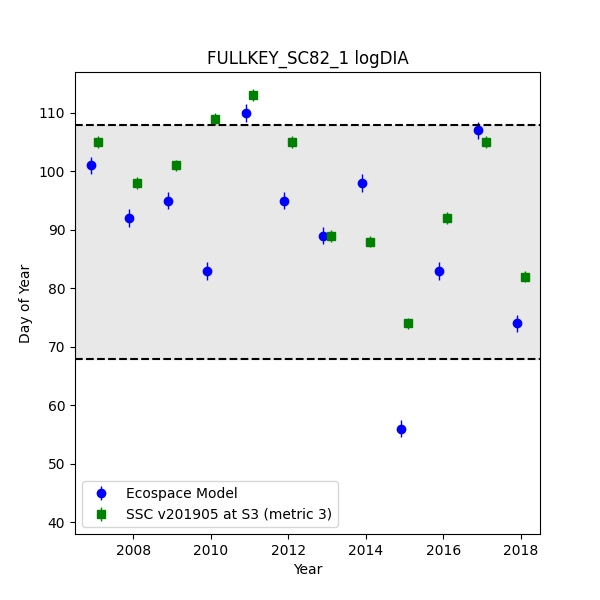 FULLKEY_SC82_1 logDIA
110
100
90
80
70
60
50
40
Day of Year
Ecospace Model
SSC v201905 at S3 (metric 3)
2008 2010 2012 2014 2016 2018
Year